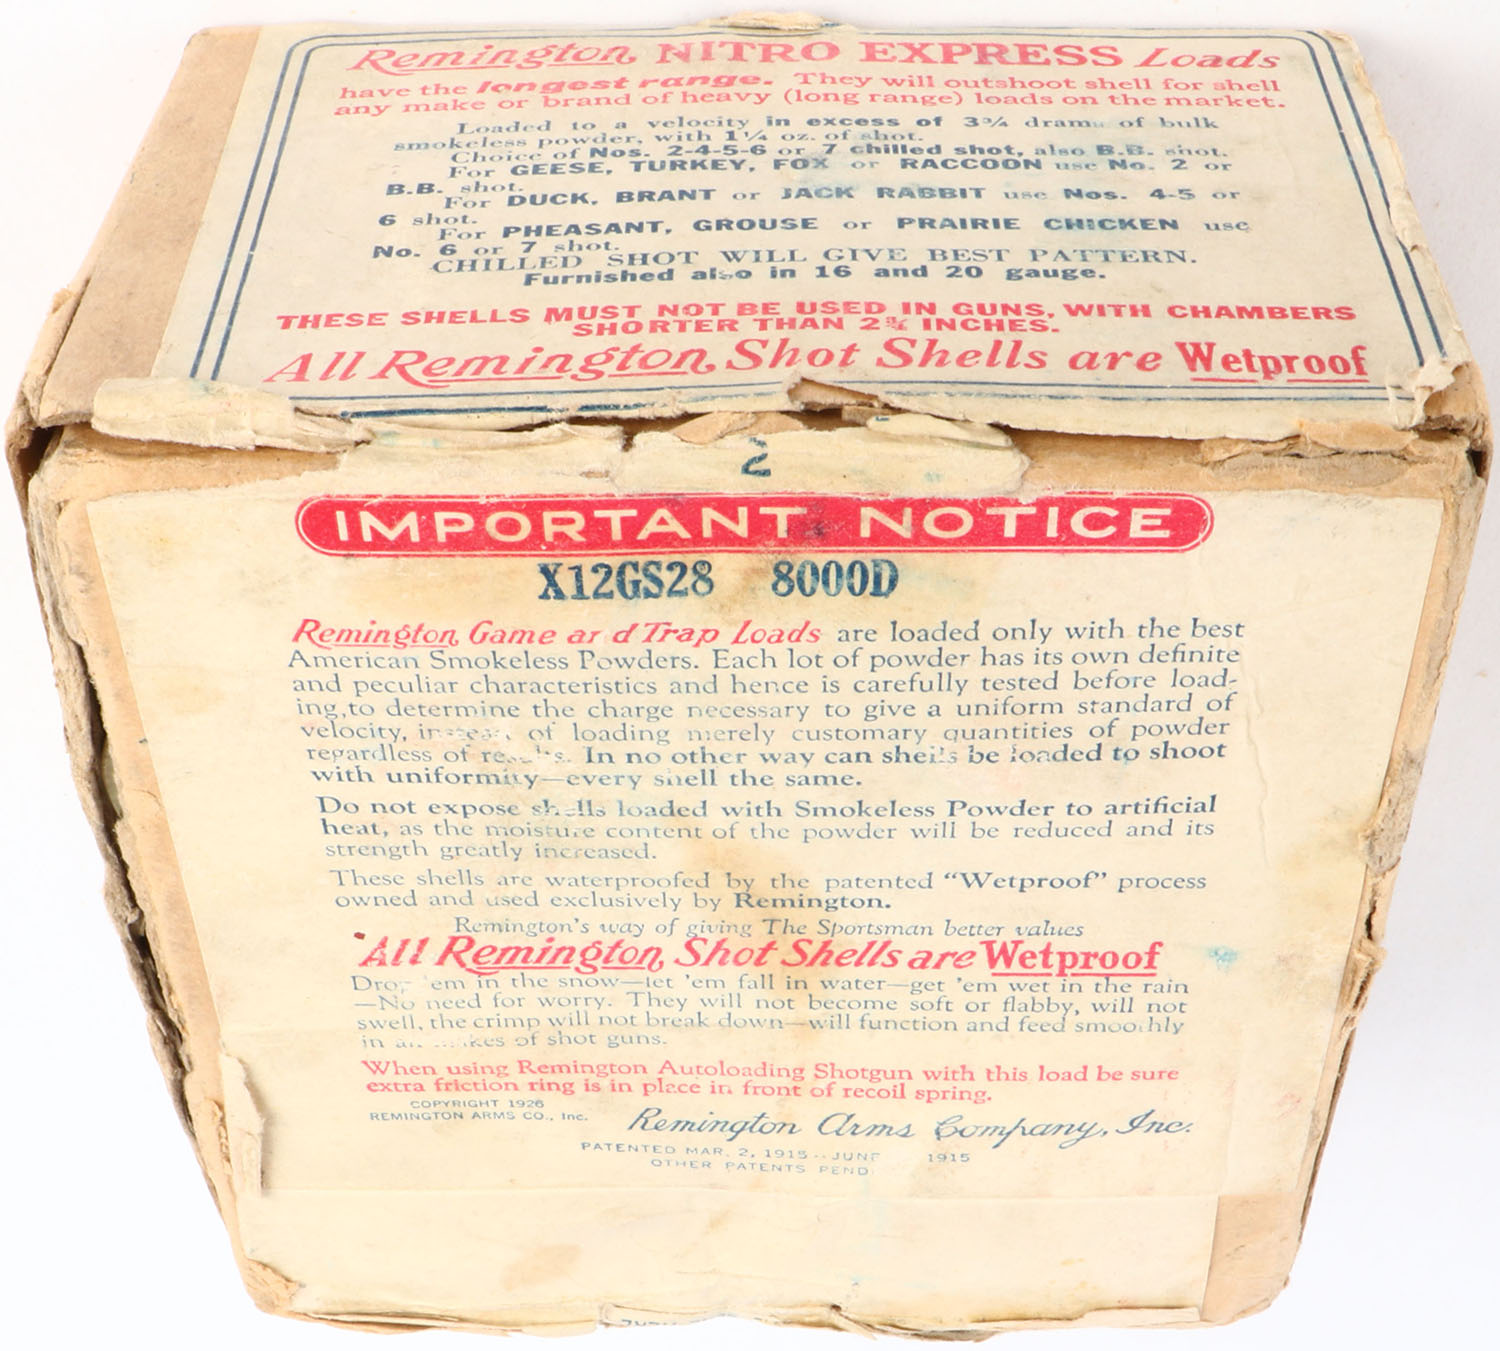 Remington NITRO EXPRESS Loads
have the longest range. They will outshoot shell for shell
any make or brand of heavy (long range) loads on the market.
Loaded to a velocity in excess of 3¾ drams of bulk
smokeless powder, with 1¼ oz. of shot.
Choice of Nos. 2-4-5-6 or 7 chilled shot, also B.B. shot.
For GEESE, TURKEY, FOX or RACCOON use No. 2 or
B.B. shot.
For DUCK, BRANT or JACK RABBIT use Nos. 4-5 or
6 shot.
For PHEASANT, GROUSE or PRAIRIE CHICKEN use
No. 6 or 7 shot.
CHILLED SHOT WILL GIVE BEST PATTERN.
Furnished also in 16 and 20 gauge.
THESE SHELLS MUST NOT BE USED IN GUNS, WITH CHAMBERS
SHORTER THAN 2¾ INCHES.
All Remington Shot Shells are Wetproof
2
IMPORTANT NOTICE
X12GS28 8000D
Remington Game and Trap Loads are loaded only with the best
American Smokeless Powders. Each lot of powder has its own definite
and peculiar characteristics and hence is carefully tested before load-
ing, to determine the charge necessary to give a uniform standard of
velocity, instead of loading merely customary quantities of powder
regardless of results. In no other way can shells be loaded to shoot
with uniformity—every shell the same.
Do not expose shells loaded with Smokeless Powder to artificial
heat, as the moisture content of the powder will be reduced and its
strength greatly increased.
These shells are waterproofed by the patented "Wetproof" process
owned and used exclusively by Remington.
Remington's way of giving The Sportsman better values
All Remington Shot Shells are Wetproof
Drop 'em in the snow—let 'em fall in water—get 'em wet in the rain
—No need for worry. They will not become soft or flabby, will not
swell, the crimp will not break down—will function and feed smoothly
in all makes of shot guns.
When using Remington Autoloading Shotgun with this load be sure
extra friction ring is in place in front of recoil spring.
COPYRIGHT 1926
REMINGTON ARMS CO., Inc.
Remington Arms Company, Inc.
PATENTED MAR. 2, 1915 - JUNE 1915
OTHER PATENTS PEND